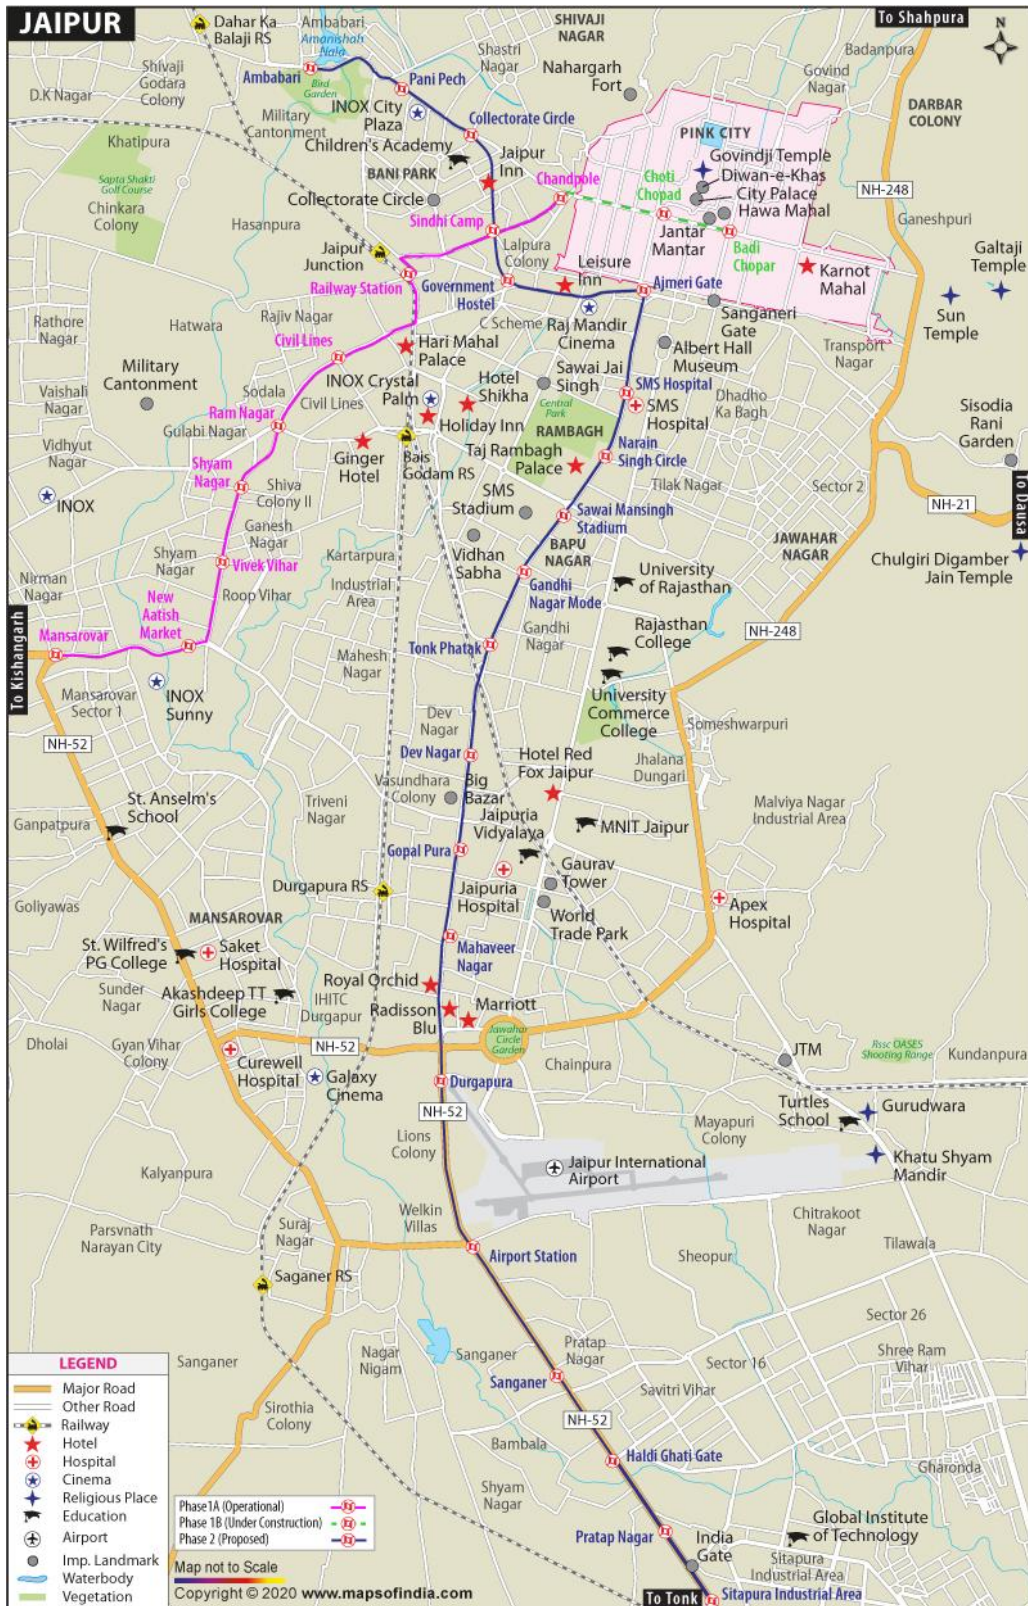 JAIPUR
Dahar Ka
Balaji RS
Ambabari
Amanishah
Nala
SHIVAJI
NAGAR
To Shahpura
N
Shastri
Nagar
Badanpura
Shivaji
Godara
Colony
D.K Nagar
Ambabari
Bird
Garden
Pani Pech
Nahargarh
Fort
Govind
Nagar
DARBAR
COLONY
INOX City
Plaza
Military
Cantonment
Collectorate Circle
Khatipura
Children's Academy
PINK CITY
Govindji Temple
Diwan-e-Khas
City Palace
Hawa Mahal
BANI PARK
Jaipur
Inn
Chandpole
Choti
Chopad
NH-248
Sapta Shakti
Golf Course
Chinkara
Colony
Collectorate Circle
Hasanpura
Sindhi Camp
Jantar
Mantar
Badi
Chopar
Ganeshpuri
Galtaji
Temple
Jaipur
Junction
Lalpura
Colony
Leisure
Inn
Karnot
Mahal
Railway Station
Government
Hostel
Ajmeri Gate
Sun
Temple
Rathore
Nagar
Hatwara
Rajiv Nagar
C Scheme
Raj Mandir
Cinema
Sanganeri
Gate
Civil Lines
Hari Mahal
Palace
Albert Hall
Museum
Transport
Nagar
Military
Cantonment
Vaishali
Nagar
Sodala
Civil Lines
INOX Crystal
Palm
Hotel
Shikha
Sawai Jai
Singh
SMS Hospital
SMS
Hospital
Dhadho
Ka Bagh
Sisodia
Rani
Garden
Ram Nagar
Gulabi Nagar
Holiday Inn
Central
Park
RAMBAGH
Vidhyut
Nagar
Ginger
Hotel
Bais
Godam RS
Taj Rambagh
Palace
Narain
Singh Circle
Shyam
Nagar
Shiva
Colony II
Tilak Nagar
Sector 2
To Dausa
INOX
SMS
Stadium
Sawai Mansingh
Stadium
NH-21
Ganesh
Nagar
Vidhan
Sabha
BAPU
NAGAR
JAWAHAR
NAGAR
Chulgiri Digamber
Jain Temple
Shyam
Nagar
Vivek Vihar
Kartarpura
Nirman
Nagar
Roop Vihar
Industrial
Area
Gandhi
Nagar Mode
University
of Rajasthan
New
Aatish
Market
Gandhi
Nagar
Rajasthan
College
NH-248
Mansarovar
To Kishangarh
Tonk Phatak
Mahesh
Nagar
INOX
Sunny
Mansarovar
Sector 1
University
Commerce
College
Someshwarpuri
NH-52
Dev
Nagar
Dev Nagar
Hotel Red
Fox Jaipur
Jhalana
Dungari
Vasundhara
Colony
Big
Bazar
St. Anselm's
School
Triveni
Nagar
Malviya Nagar
Industrial Area
Ganpatpura
Jaipuria
Vidyalaya
MNIT Jaipur
Gopal Pura
Gaurav
Tower
Durgapura RS
Jaipuria
Hospital
Apex
Hospital
Goliyawas
MANSAROVAR
World
Trade Park
St. Wilfred's
PG College
Saket
Hospital
Mahaveer
Nagar
Royal Orchid
Sunder
Nagar
Akashdeep TT
Girls College
IHITC
Durgapur
Radisson
Blu
Marriott
Dholai
Gyan Vihar
Colony
NH-52
Jawahar
Circle
Garden
JTM
Rssc OASES
Shooting Range
Kundanpura
Curewell
Hospital
Galaxy
Cinema
Chainpura
Durgapura
NH-52
Turtles
School
Gurudwara
Mayapuri
Colony
Lions
Colony
Khatu Shyam
Mandir
Kalyanpura
Jaipur International
Airport
Welkin
Villas
Chitrakoot
Nagar
Parsvnath
Narayan City
Suraj
Nagar
Tilawala
Airport Station
Sheopur
Saganer RS
Sector 26
Sanganer
Nagar
Nigam
Sanganer
Pratap
Nagar
Sector 16
Shree Ram
Vihar
Sanganer
Savitri Vihar
Sirothia
Colony
NH-52
Bambala
Haldi Ghati Gate
Gharonda
Shyam
Nagar
Pratap Nagar
India
Gate
Global Institute
of Technology
Sitapura
Industrial Area
To Tonk
Sitapura Industrial Area
LEGEND
Major Road
Other Road
Railway
Hotel
Hospital
Cinema
Religious Place
Education
Airport
Imp. Landmark
Waterbody
Vegetation
Phase1A (Operational)
Phase 1B (Under Construction)
Phase 2 (Proposed)
Map not to Scale
Copyright © 2020 www.mapsofindia.com